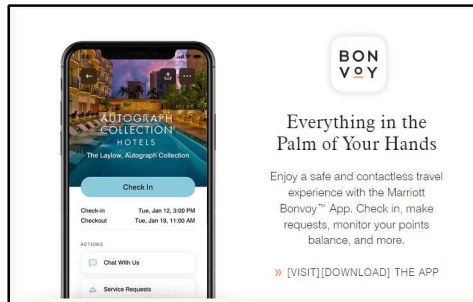 AUTOGRAPH
COLLECTION®
HOTELS
The Laylow, Autograph Collection
Check In
Check-in Tue, Jan 12, 3:00 PM
Checkout Tue, Jan 19, 11:00 AM
ACTIONS
Chat With Us
Service Requests
BON
VOY
Everything in the
Palm of Your Hands
Enjoy a safe and contactless travel
experience with the Marriott
Bonvoy™ App. Check in, make
requests, monitor your points
balance, and more.
» [VISIT][DOWNLOAD] THE APP